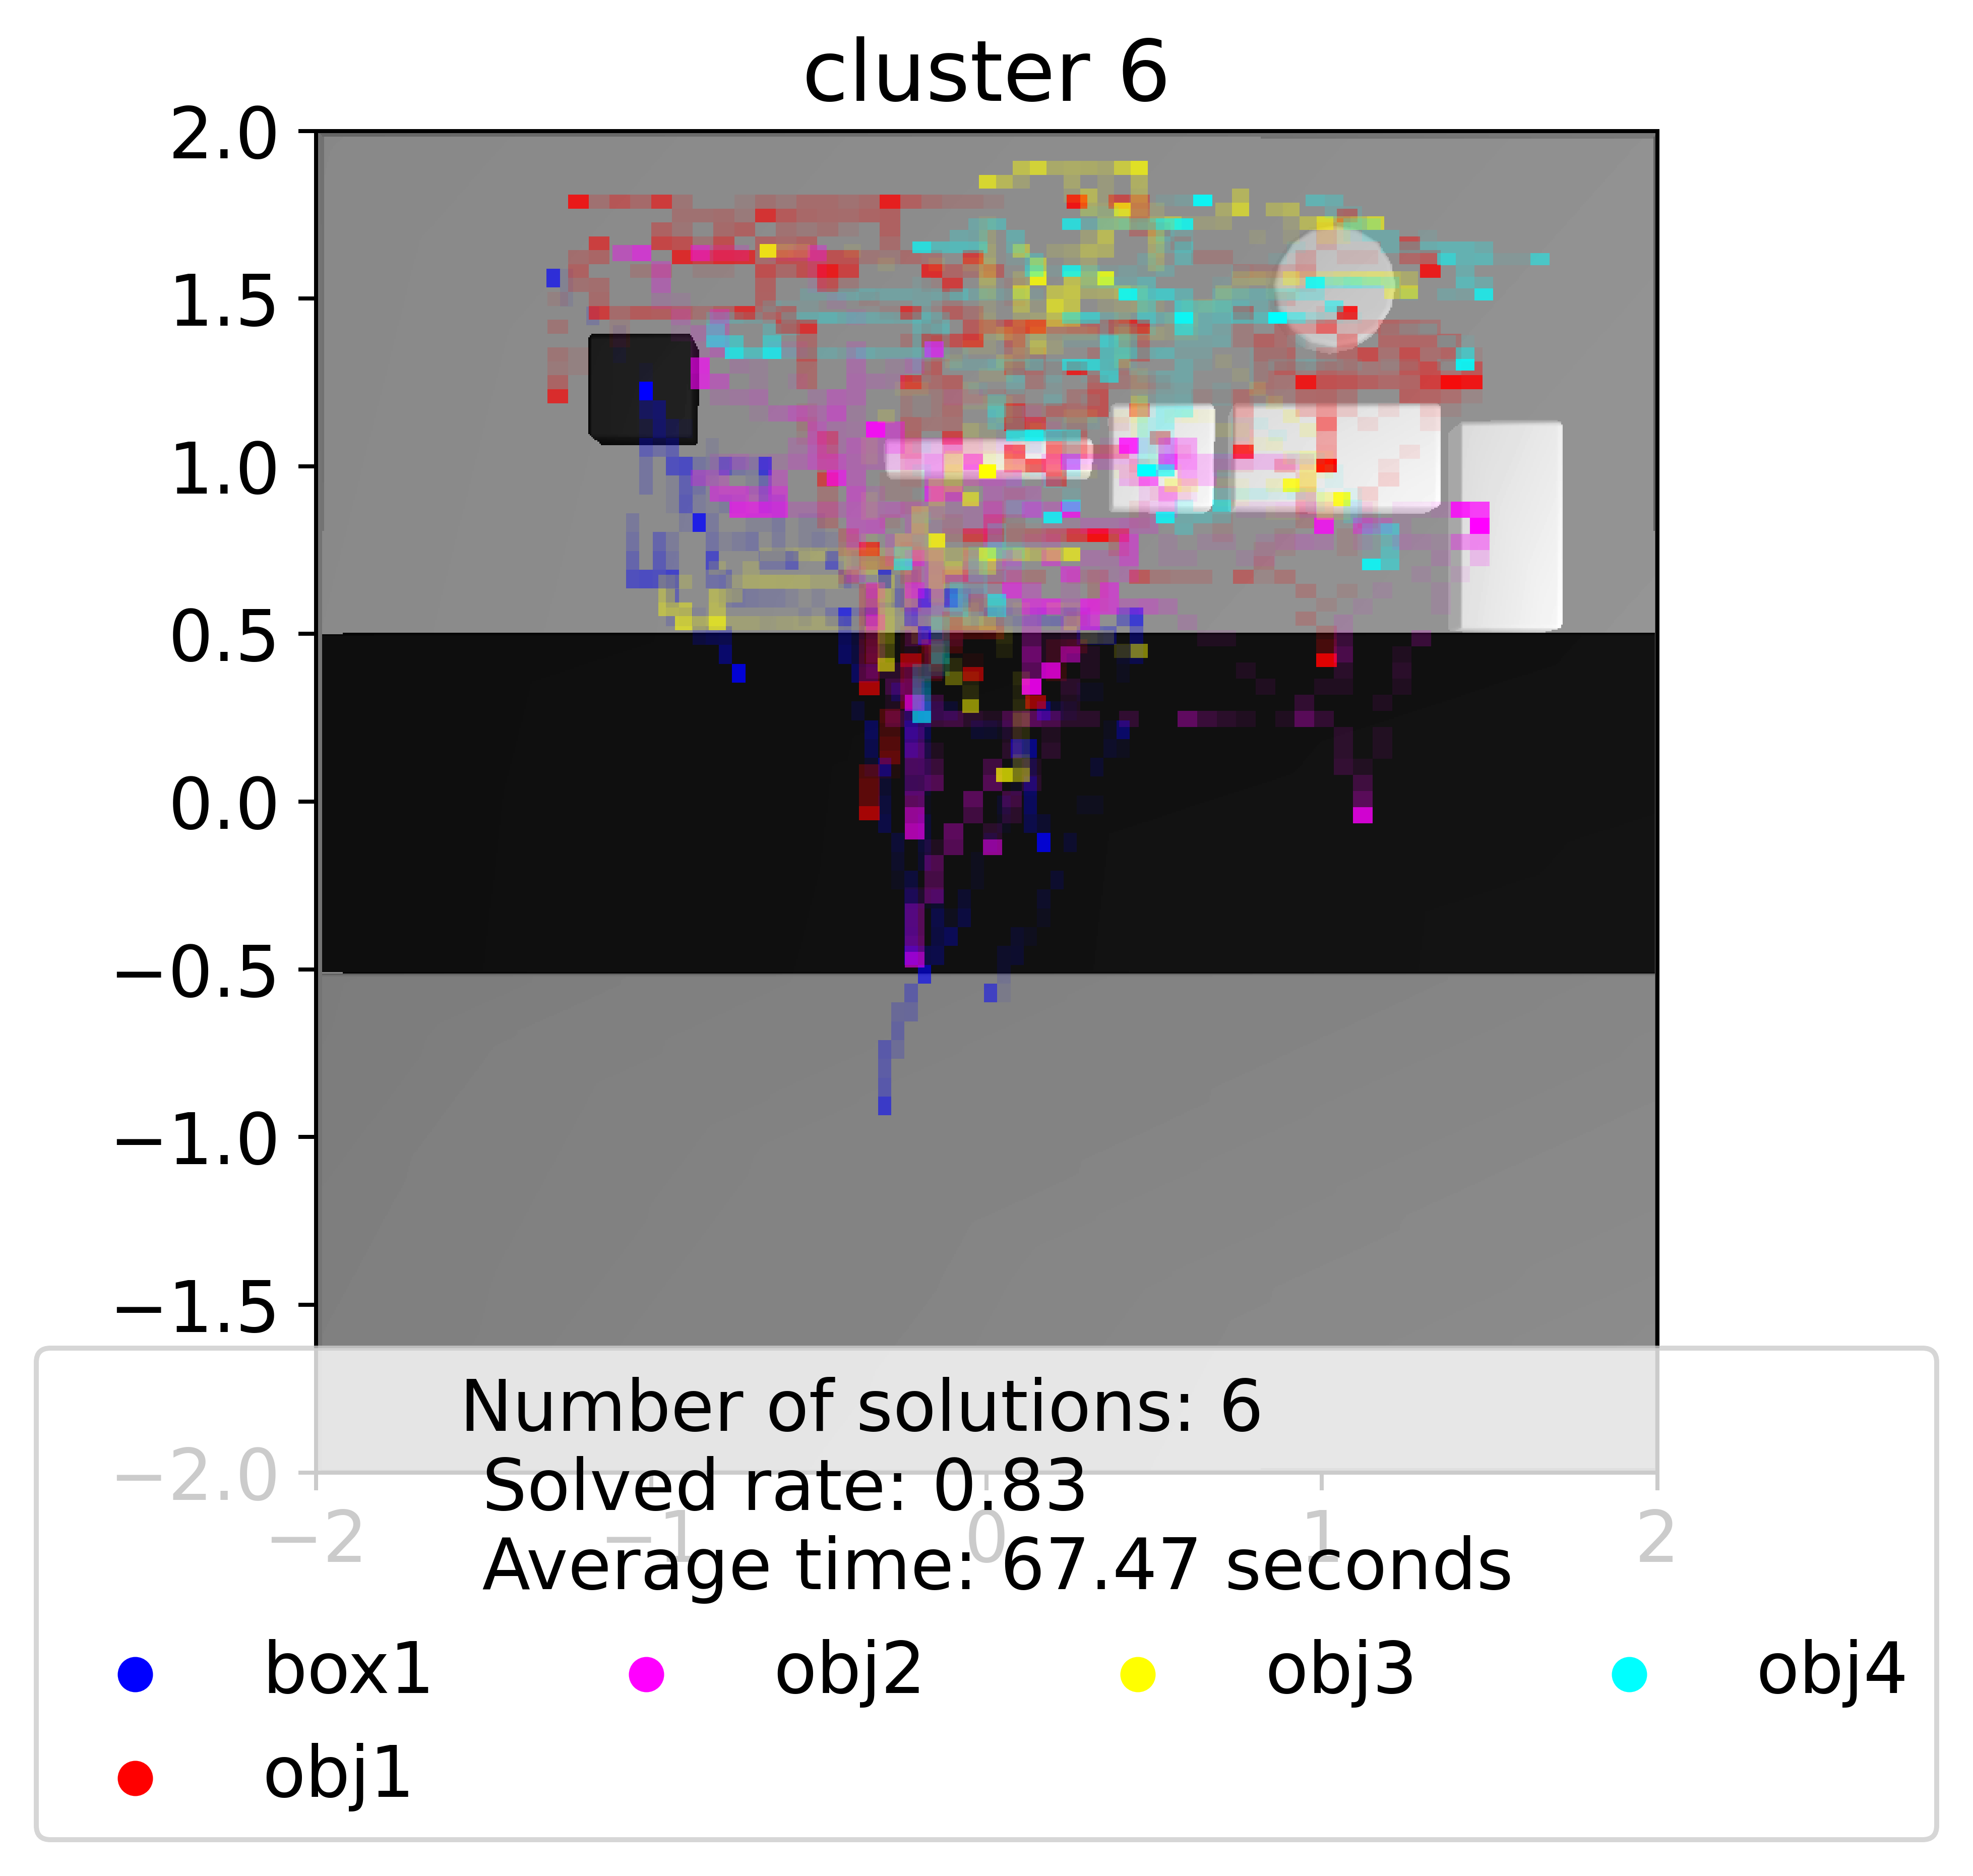 cluster 6
2.0
1.5
1.0
0.5
0.0
−0.5
−1.0
−1.5
−2.0
−2 −1 0 1 2
Number of solutions: 6
Solved rate: 0.83
Average time: 67.47 seconds
box1 obj2 obj3 obj4
obj1